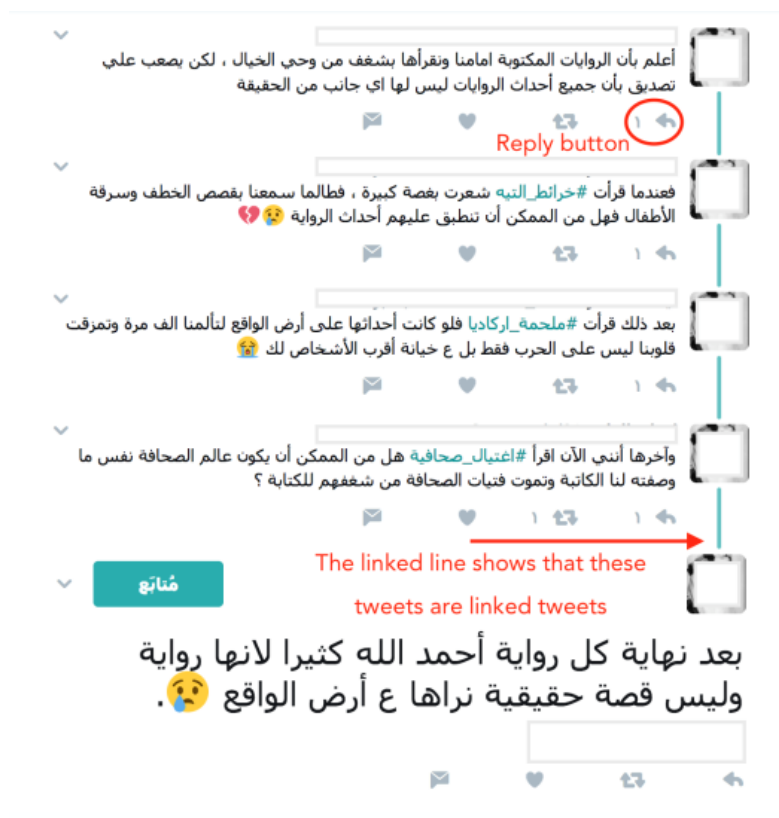 أعلم بأن الروايات المكتوبة امامنا ونقرأها بشغف من وحي الخيال ، لكن يصعب علي
تصديق بأن جميع أحداث الروايات ليس لها اي جانب من الحقيقة
١
Reply button
فعندما قرأت #خرائط_التيه شعرت بغصة كبيرة ، فطالما سمعنا بقصص الخطف وسرقة
الأطفال فهل من الممكن أن تنطبق عليهم أحداث الرواية 😢💔
١
بعد ذلك قرأت #ملحمة_اركاديا فلو كانت أحداثها على أرض الواقع لتألمنا الف مرة وتمزقت
قلوبنا ليس على الحرب فقط بل ع خيانة أقرب الأشخاص لك 😭
١
وآخرها أنني الآن اقرأ #اغتيال_صحافية هل من الممكن أن يكون عالم الصحافة نفس ما
وصفته لنا الكاتبة وتموت فتيات الصحافة من شغفهم للكتابة ؟
١ ١
The linked line shows that these
tweets are linked tweets
مُتابَع
بعد نهاية كل رواية أحمد الله كثيرا لانها رواية
وليس قصة حقيقية نراها ع أرض الواقع 😢.